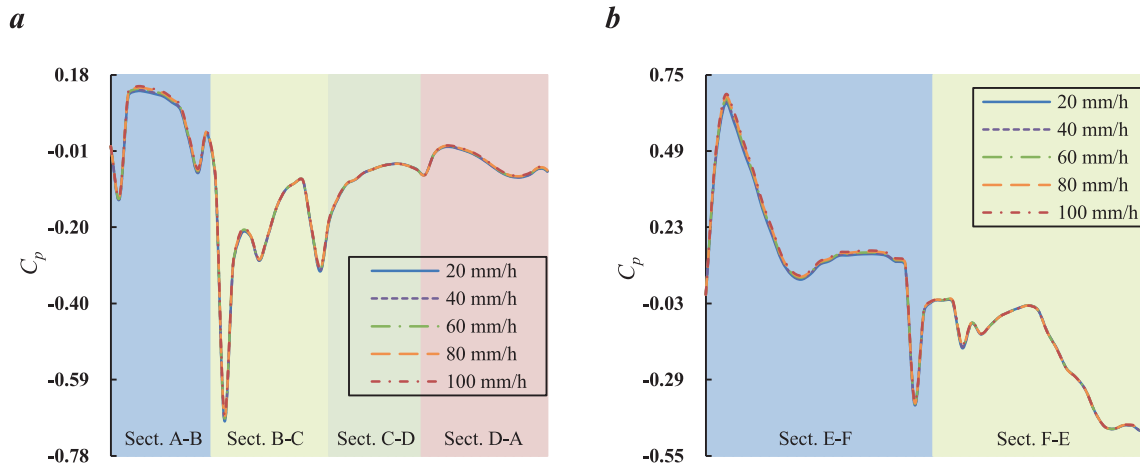 a
0.18
-0.01
-0.20
-0.40
-0.59
-0.78
Cp
20 mm/h
40 mm/h
60 mm/h
80 mm/h
100 mm/h
Sect. A-B
Sect. B-C
Sect. C-D
Sect. D-A
b
0.75
0.49
0.23
-0.03
-0.29
-0.55
Cp
20 mm/h
40 mm/h
60 mm/h
80 mm/h
100 mm/h
Sect. E-F
Sect. F-E